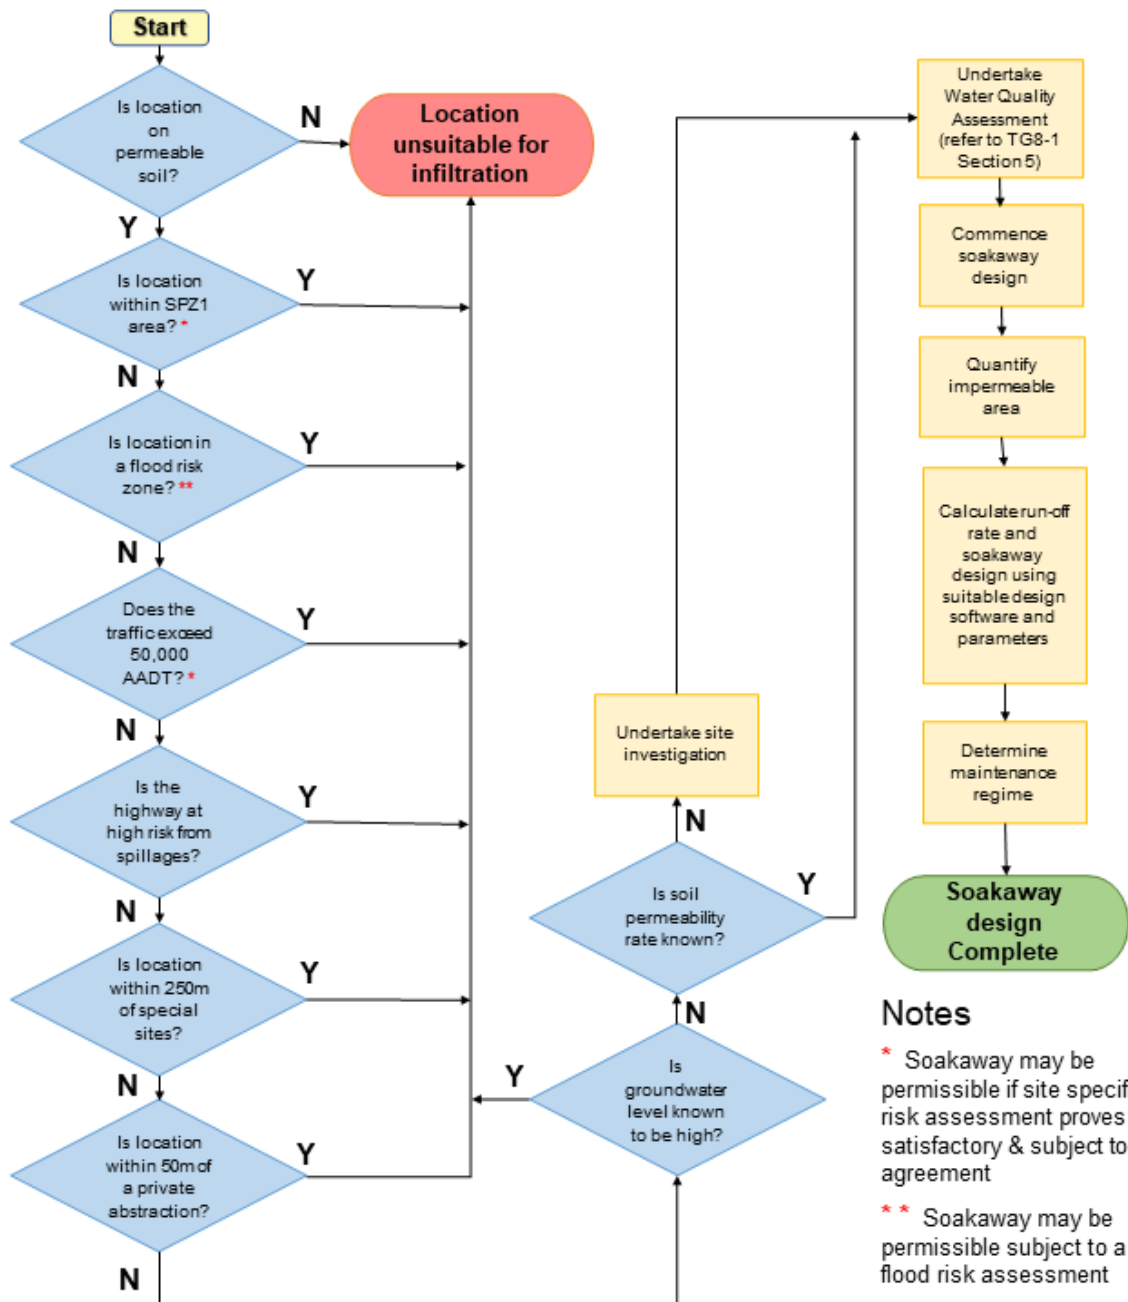 Start
Is location
on
permeable
soil?
N
Location
unsuitable for
infiltration
Y
Is location
within SPZ1
area? *
Y
N
Is location in
a flood risk
zone? **
Y
N
Does the
traffic exceed
50,000
AADT? *
Y
N
Is the
highway at
high risk from
spillages?
Y
N
Is location
within 250m
of special
sites?
Y
N
Is location
within 50m of
a private
abstraction?
Y
N
Is
groundwater
level known
to be high?
Y
N
Is soil
permeability
rate known?
Y
N
Undertake site
investigation
Undertake
Water Quality
Assessment
(refer to TG8-1
Section 5)
Commence
soakaway
design
Quantify
impermeable
area
Calculate run-off
rate and
soakaway
design using
suitable design
software and
parameters
Determine
maintenance
regime
Soakaway
design
Complete
Notes
* Soakaway may be
permissible if site specif
risk assessment proves
satisfactory & subject to
agreement
** Soakaway may be
permissible subject to a
flood risk assessment